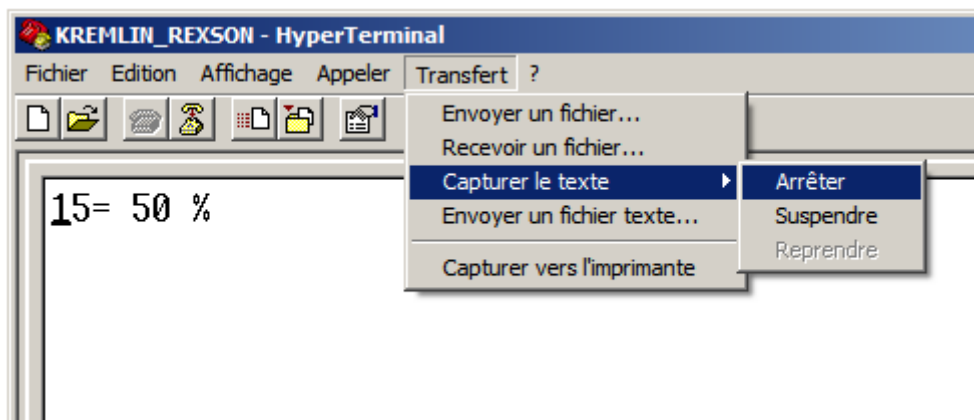 KREMLIN_REXSON - HyperTerminal
Fichier Edition Affichage Appeler Transfert ?
Envoyer un fichier...
Recevoir un fichier...
Capturer le texte
Envoyer un fichier texte...
Capturer vers l'imprimante
Arrêter
Suspendre
Reprendre
15= 50 %